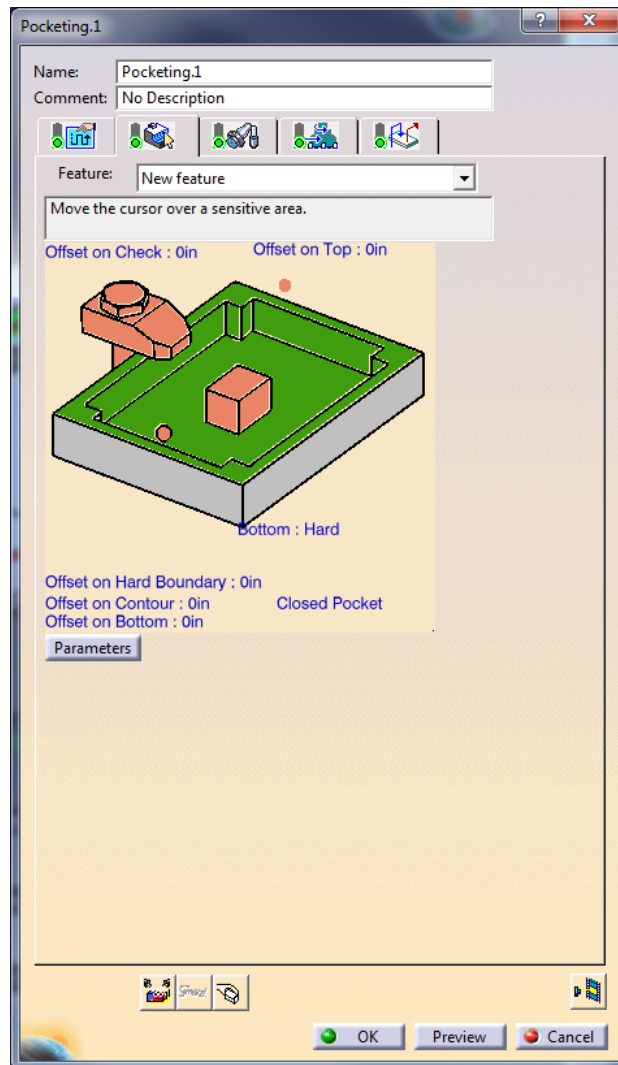 Pocketing.1
Name: Pocketing.1
Comment: No Description
Feature: New feature
Move the cursor over a sensitive area.
Offset on Check : 0in Offset on Top : 0in
Bottom : Hard
Offset on Hard Boundary : 0in
Offset on Contour : 0in Closed Pocket
Offset on Bottom : 0in
Parameters
OK Preview Cancel